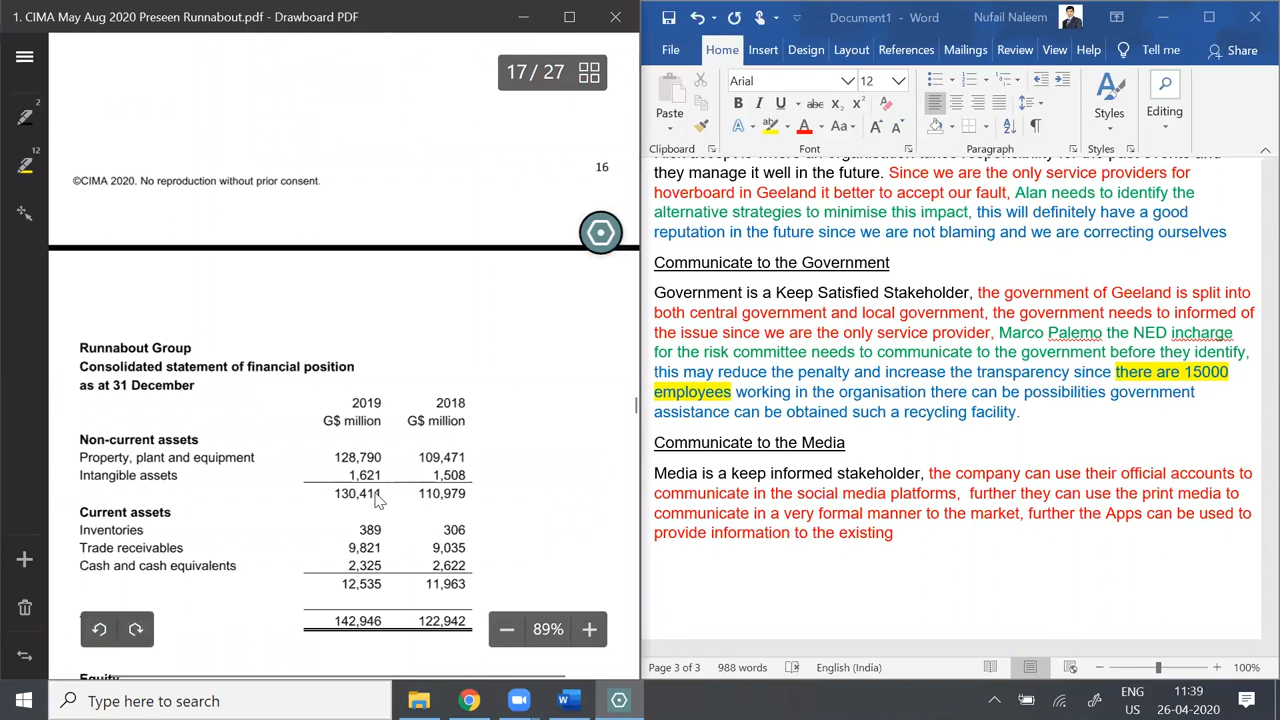 1. CIMA May Aug 2020 Preseen Runnabout.pdf - Drawboard PDF
17 / 27
2
12
16
©CIMA 2020. No reproduction without prior consent.
Runnabout Group
Consolidated statement of financial position
as at 31 December
2019 2018
G$ million G$ million
Non-current assets
Property, plant and equipment 128,790 109,471
Intangible assets 1,621 1,508
130,411 110,979
Current assets
Inventories 389 306
Trade receivables 9,821 9,035
Cash and cash equivalents 2,325 2,622
12,535 11,963
142,946 122,942
89%
Equity
Document1 - Word
Nufail Naleem
File Home Insert Design Layout References Mailings Review View Help Tell me Share
Paste
Arial 12
B I U abc x₂ x²
A Aa A A
Styles
Editing
Clipboard Font Paragraph Styles
they manage it well in the future. Since we are the only service providers for
hoverboard in Geeland it better to accept our fault, Alan needs to identify the
alternative strategies to minimise this impact, this will definitely have a good
reputation in the future since we are not blaming and we are correcting ourselves
Communicate to the Government
Government is a Keep Satisfied Stakeholder, the government of Geeland is split into
both central government and local government, the government needs to informed of
the issue since we are the only service provider, Marco Palemo the NED incharge
for the risk committee needs to communicate to the government before they identify,
this may reduce the penalty and increase the transparency since there are 15000
employees working in the organisation there can be possibilities government
assistance can be obtained such a recycling facility.
Communicate to the Media
Media is a keep informed stakeholder, the company can use their official accounts to
communicate in the social media platforms, further they can use the print media to
communicate in a very formal manner to the market, further the Apps can be used to
provide information to the existing
Page 3 of 3 988 words English (India) 100%
Type here to search
ENG
US
11:39
26-04-2020